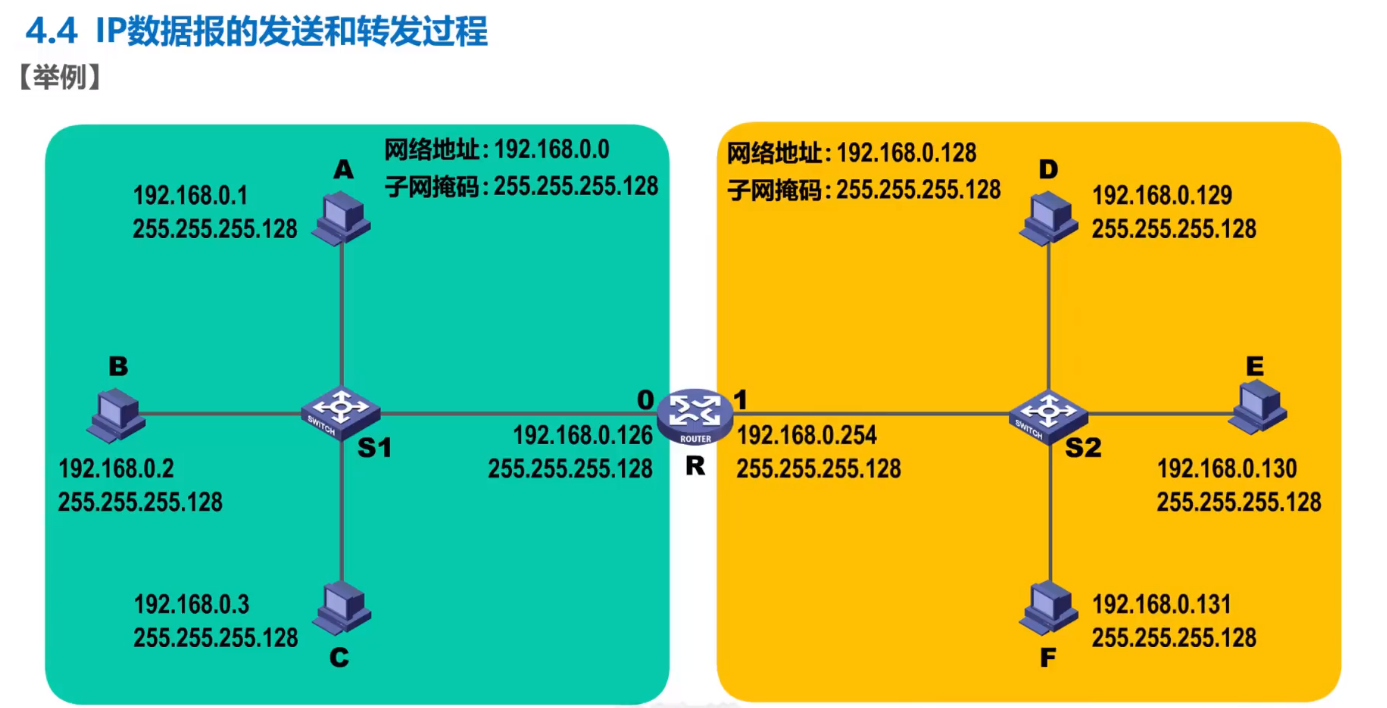 4.4 IP数据报的发送和转发过程
【举例】
网络地址：192.168.0.0
子网掩码：255.255.255.128
A
192.168.0.1
255.255.255.128
B
192.168.0.2
255.255.255.128
SWITCH
S1
192.168.0.3
255.255.255.128
C
0
192.168.0.126
255.255.255.128
ROUTER
R
1
192.168.0.254
255.255.255.128
网络地址：192.168.0.128
子网掩码：255.255.255.128
D
192.168.0.129
255.255.255.128
SWITCH
S2
E
192.168.0.130
255.255.255.128
192.168.0.131
255.255.255.128
F